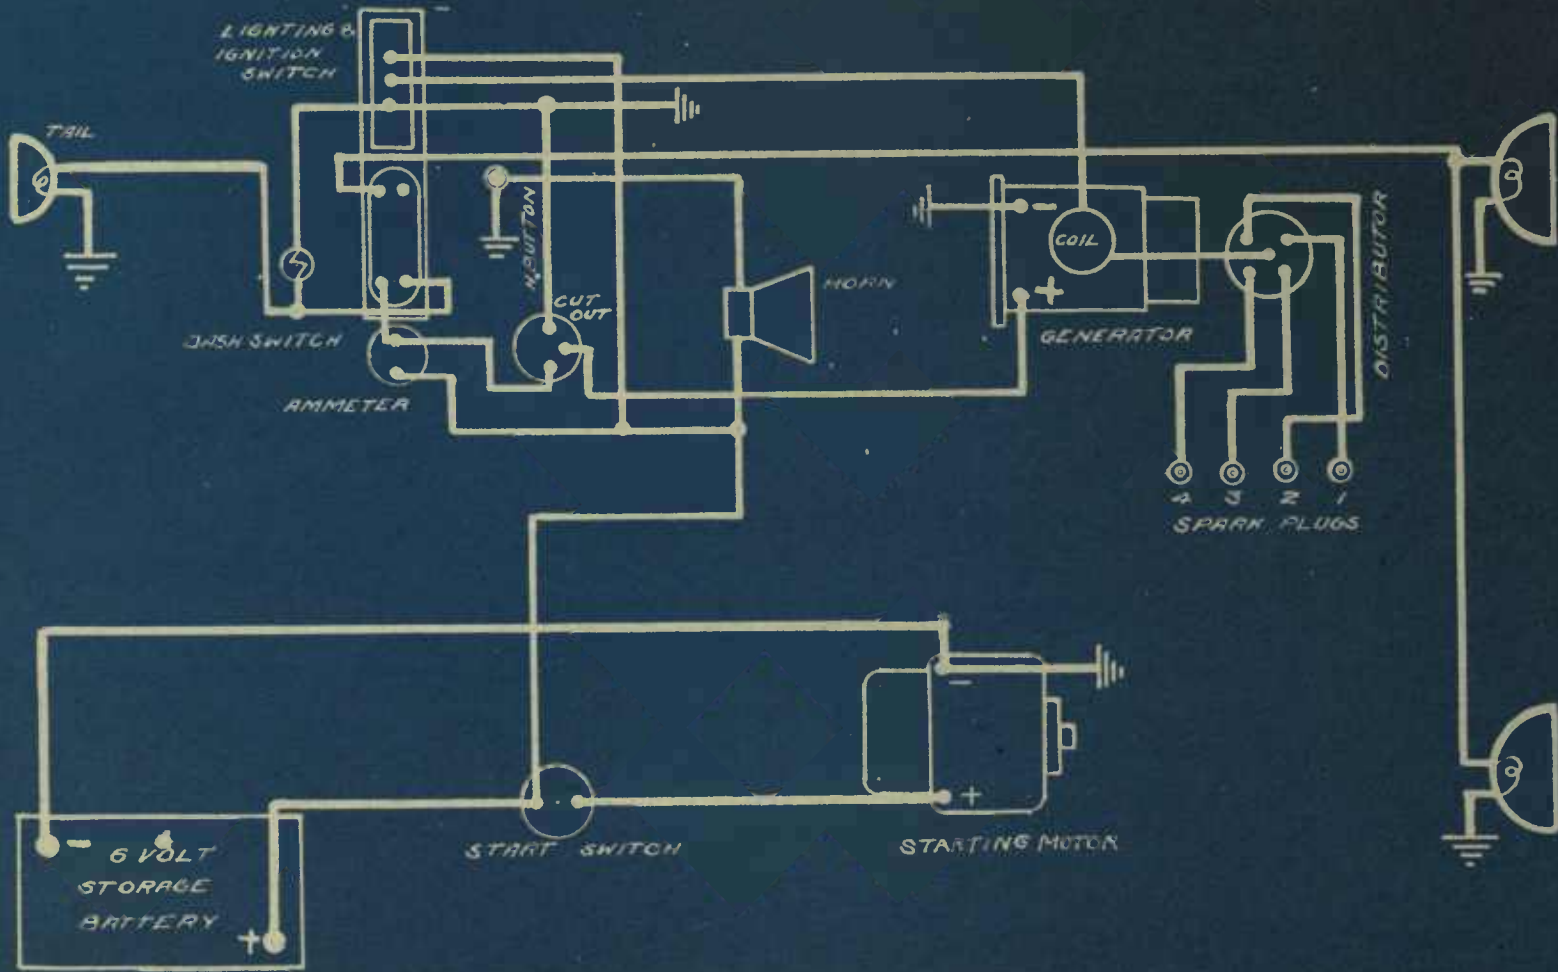 LIGHTING &
IGNITION
SWITCH
TAIL
H.BUTTON
CUT
OUT
HORN
-
+
COIL
GENERATOR
DISTRIBUTOR
DASH SWITCH
AMMETER
4 3 2 1
SPARK PLUGS
-
+
STARTING MOTOR
START SWITCH
- 6 VOLT
STORAGE
BATTERY
+